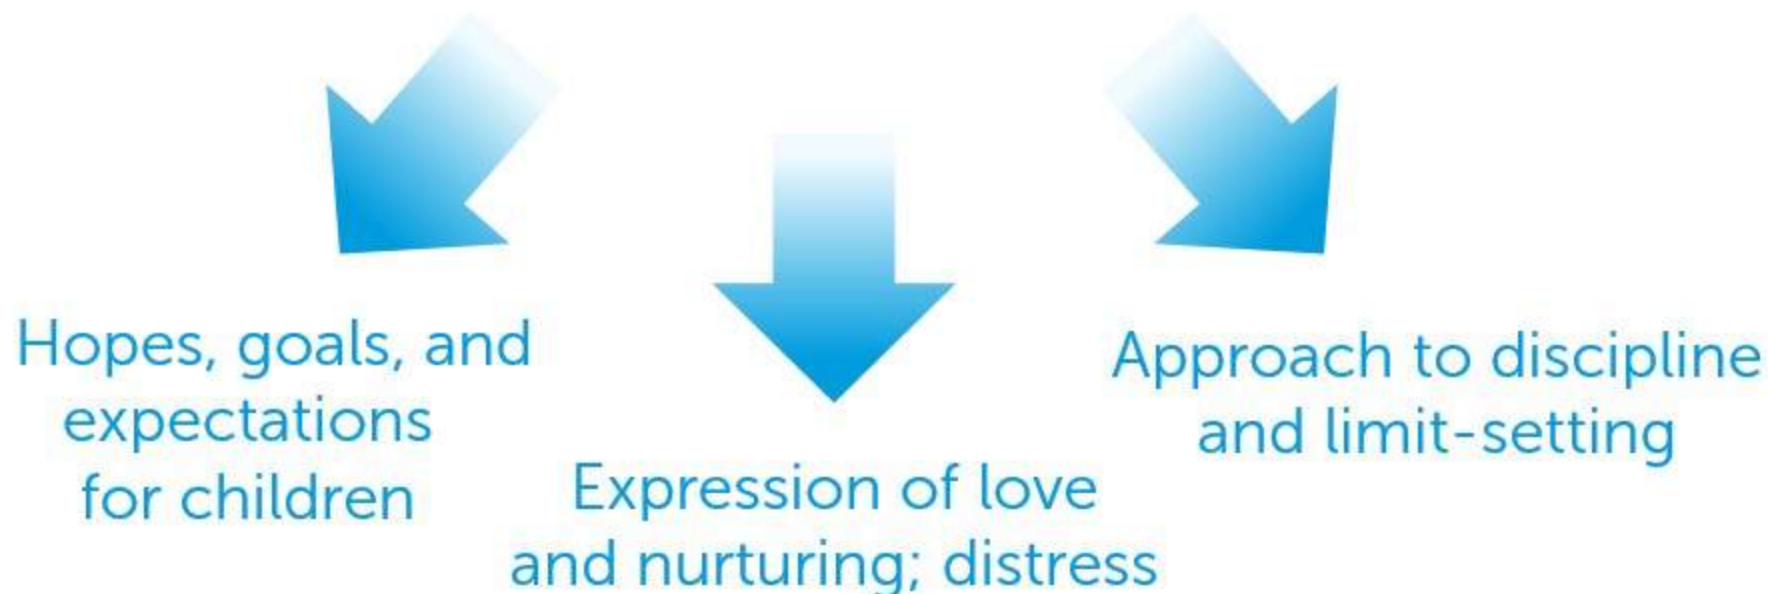 Hopes, goals, and
expectations
for children
Expression of love
and nurturing; distress
Approach to discipline
and limit-setting